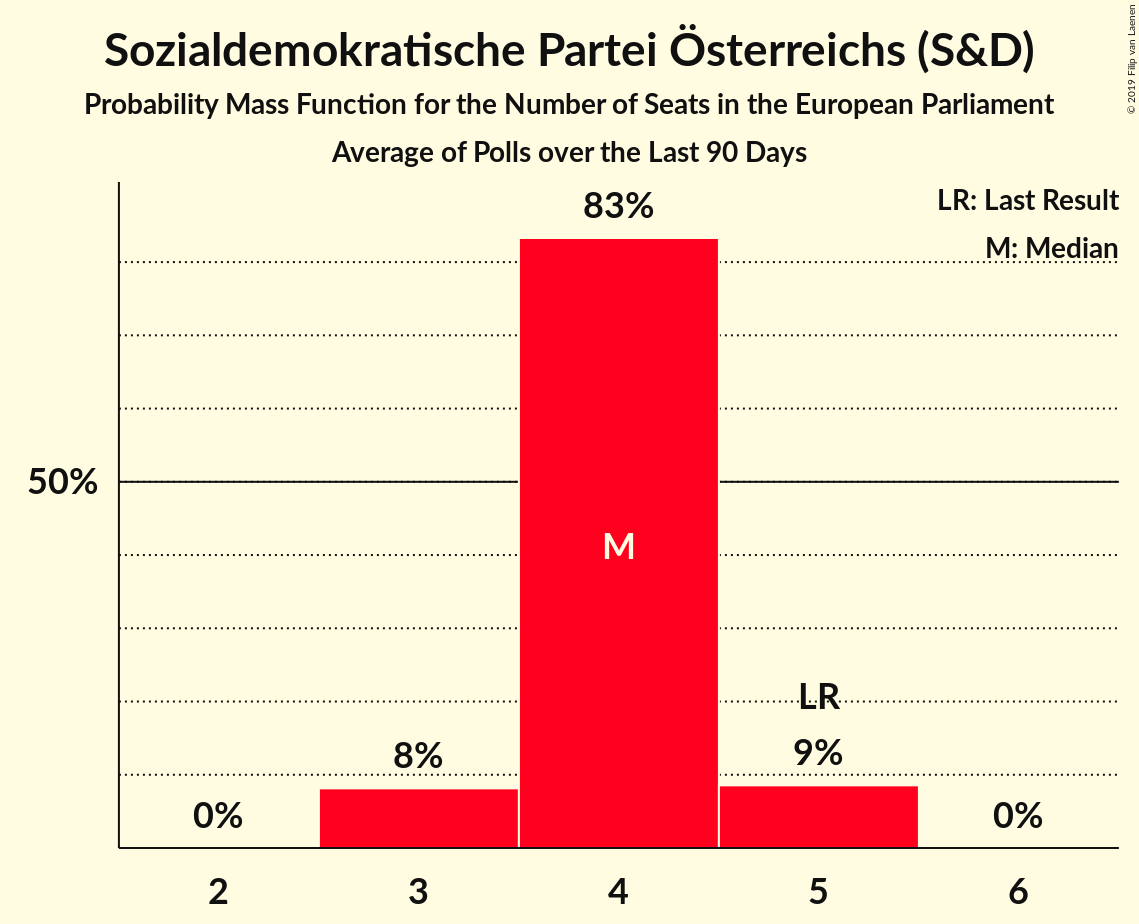 Sozialdemokratische Partei Österreichs (S&D)
Probability Mass Function for the Number of Seats in the European Parliament
Average of Polls over the Last 90 Days
© 2019 Filip van Laenen
LR: Last Result
M: Median
83%
50%
M
LR
8%
9%
0%
0%
2 3 4 5 6